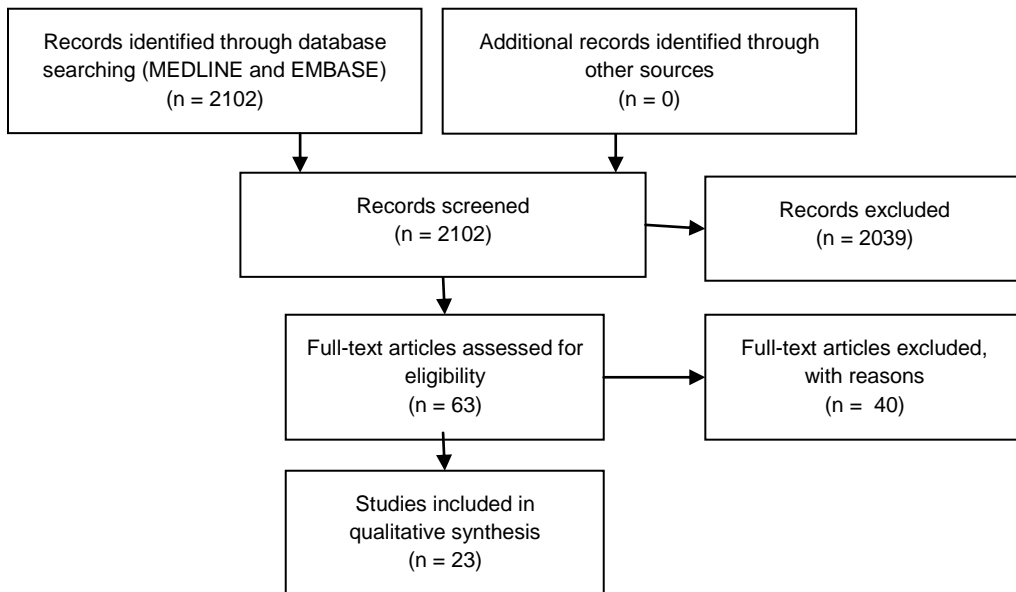 Records identified through database
searching (MEDLINE and EMBASE)
(n = 2102)
Additional records identified through
other sources
(n = 0)
Records screened
(n = 2102)
Records excluded
(n = 2039)
Full-text articles assessed for
eligibility
(n = 63)
Full-text articles excluded,
with reasons
(n =  40)
Studies included in
qualitative synthesis
(n = 23)